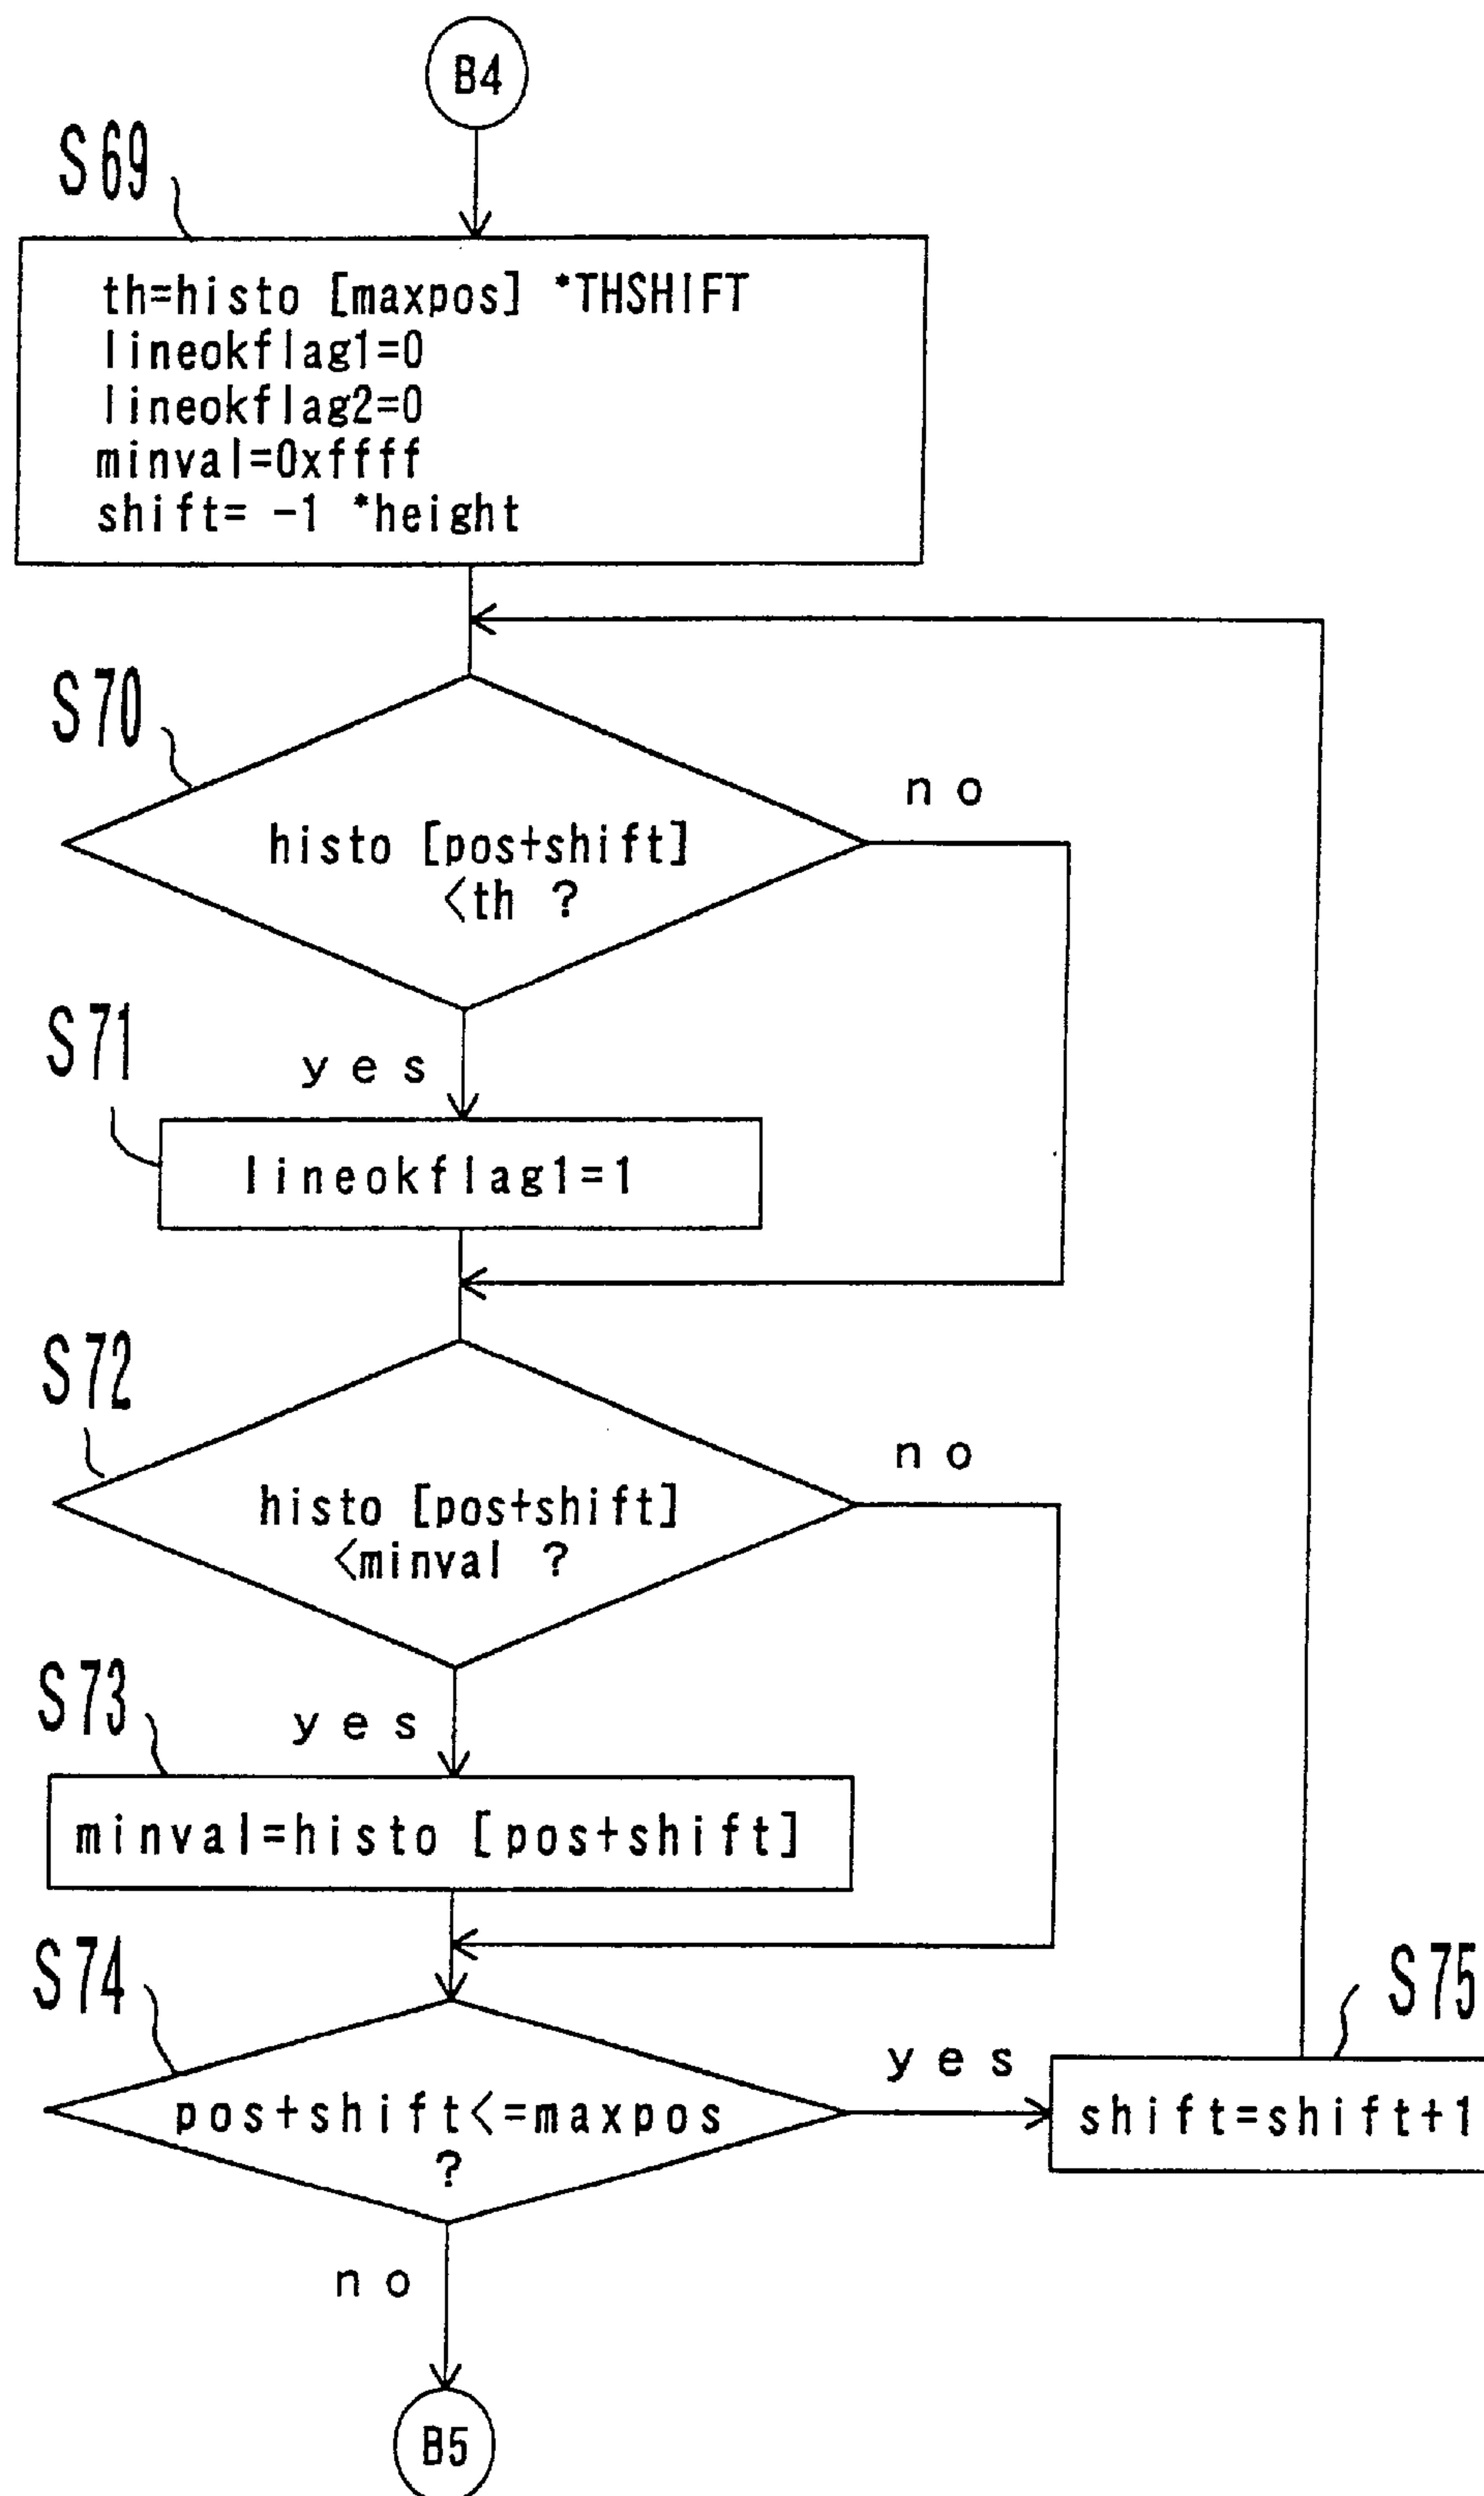 B4
S69
th=histo [maxpos] *THSHIFT
lineokflag1=0
lineokflag2=0
minval=0xffff
shift= -1 *height
S70
no
histo [pos+shift]
<th ?
S71
yes
lineokflag1=1
S72
no
histo [pos+shift]
<minval ?
S73
yes
minval=histo [pos+shift]
S74
S75
yes
pos+shift<=maxpos
?
shift=shift+1
no
B5